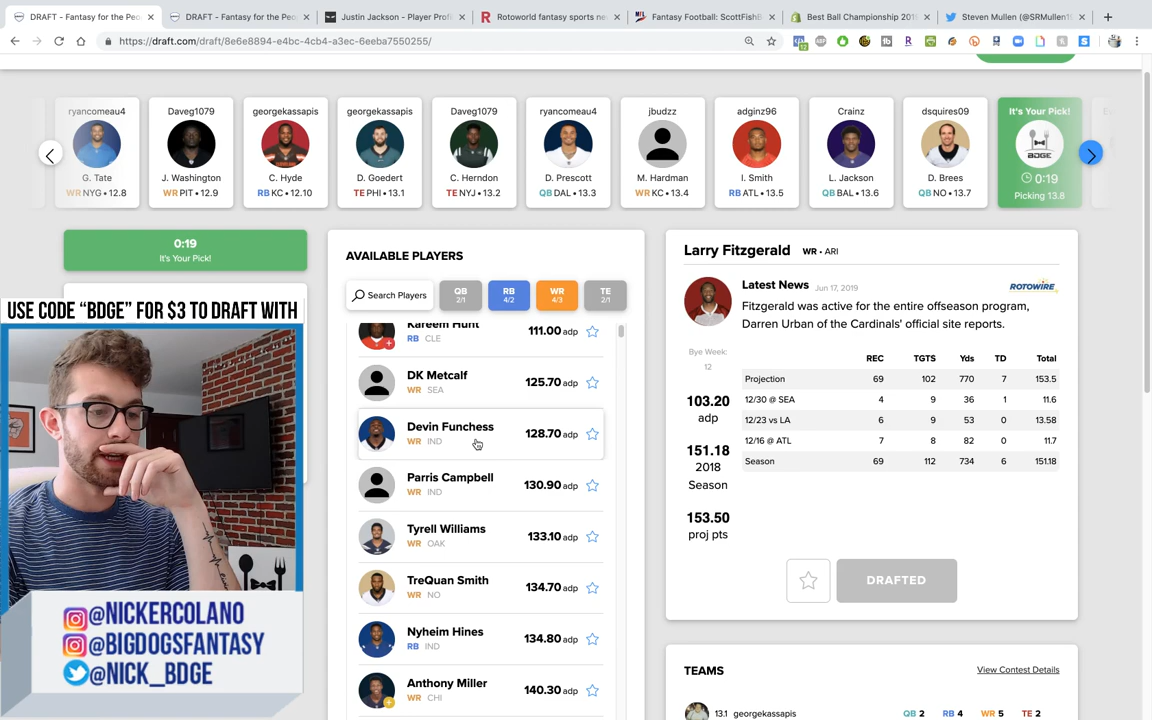 DRAFT - Fantasy for the Peo
DRAFT - Fantasy for the Peop
Justin Jackson - Player Profi
Rotoworld fantasy sports ne
Fantasy Football: ScottFishB
Best Ball Championship 201
Steven Mullen (@SRMullen1
https://draft.com/draft/8e6e8894-e4bc-4cb4-a3ec-6eeba7550255/
ryancomeau4
G. Tate
WR NYG • 12.8
Daveg1079
J. Washington
WR PIT • 12.9
georgekassapis
C. Hyde
RB KC • 12.10
georgekassapis
D. Goedert
TE PHI • 13.1
Daveg1079
C. Herndon
TE NYJ • 13.2
ryancomeau4
D. Prescott
QB DAL • 13.3
jbudzz
M. Hardman
WR KC • 13.4
adginz96
I. Smith
RB ATL • 13.5
Crainz
L. Jackson
QB BAL • 13.6
dsquires09
D. Brees
QB NO • 13.7
It's Your Pick!
BDGE
0:19
Picking 13.8
0:19
It's Your Pick!
USE CODE "BDGE" FOR $3 TO DRAFT WITH
@NICKERCOLANO
@BIGDOGSFANTASY
@NICK_BDGE
AVAILABLE PLAYERS
Search Players
QB
2/1
RB
4/2
WR
4/3
TE
2/1
Kareem Hunt
RB CLE
111.00 adp
DK Metcalf
WR SEA
125.70 adp
Devin Funchess
WR IND
128.70 adp
Parris Campbell
WR IND
130.90 adp
Tyrell Williams
WR OAK
133.10 adp
TreQuan Smith
WR NO
134.70 adp
Nyheim Hines
RB IND
134.80 adp
Anthony Miller
WR CHI
140.30 adp
Larry Fitzgerald WR • ARI
Latest News Jun 17, 2019
ROTOWIRE
Fitzgerald was active for the entire offseason program,
Darren Urban of the Cardinals' official site reports.
Bye Week:
12
103.20
adp
151.18
2018
Season
153.50
proj pts
REC TGTS Yds TD Total
Projection 69 102 770 7 153.5
12/30 @ SEA 4 9 36 1 11.6
12/23 vs LA 6 9 53 0 13.58
12/16 @ ATL 7 8 82 0 11.7
Season 69 112 734 6 151.18
DRAFTED
TEAMS
View Contest Details
13.1 georgekassapis QB 2 RB 4 WR 5 TE 2